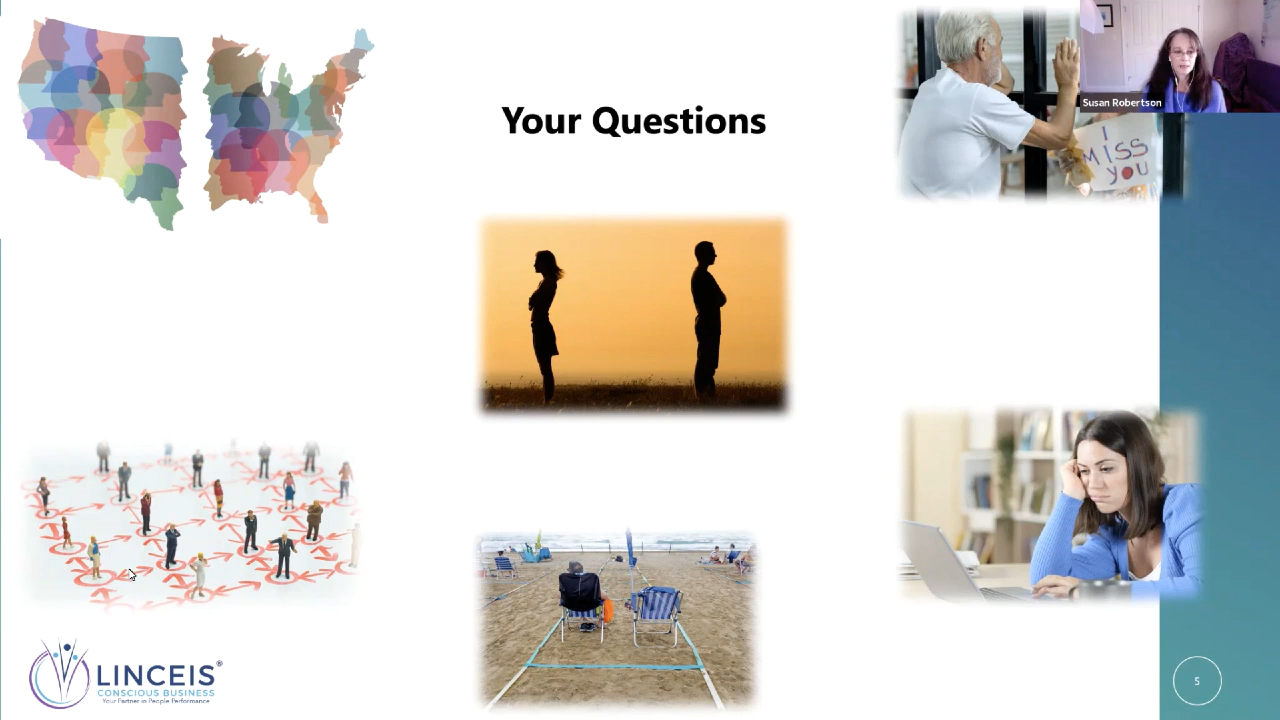 Your Questions
Susan Robertson
I
MISS
YOU
LINCEIS®
CONSCIOUS BUSINESS
Your Partner in People Performance
5